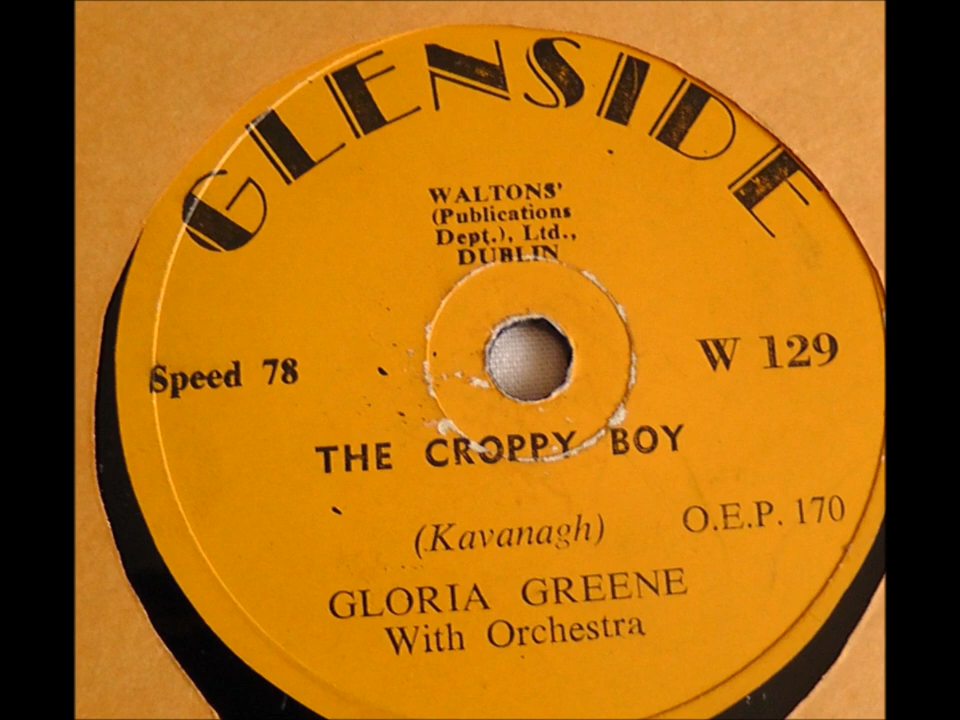 GLENSIDE
WALTONS'
(Publications
Dept.), Ltd.,
DUBLIN
Speed 78
W 129
THE CROPPY BOY
(Kavanagh)
O.E.P. 170
GLORIA GREENE
With Orchestra